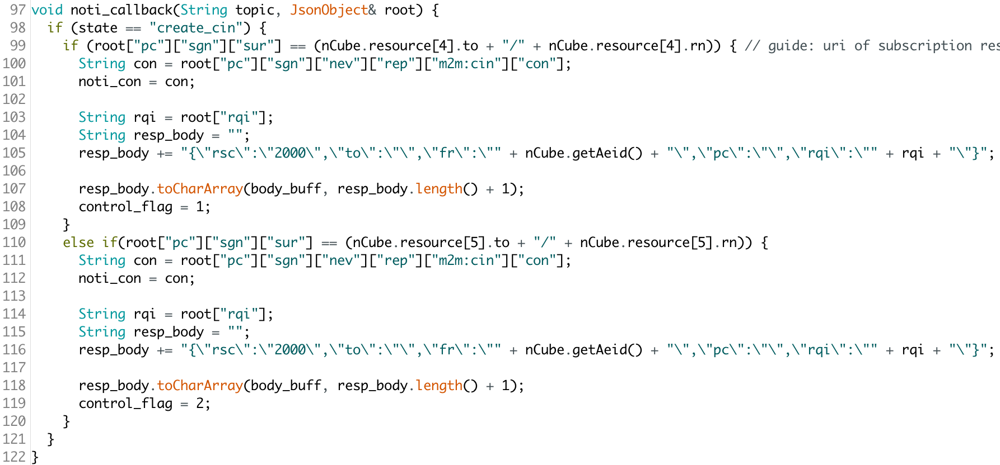 97 void noti_callback(String topic, JsonObject& root) {
98 if (state == "create_cin") {
99 if (root["pc"]["sgn"]["sur"] == (nCube.resource[4].to + "/" + nCube.resource[4].rn)) { // guide: uri of subscription res
100 String con = root["pc"]["sgn"]["nev"]["rep"]["m2m:cin"]["con"];
101 noti_con = con;
102
103 String rqi = root["rqi"];
104 String resp_body = "";
105 resp_body += "{\"rsc\":\"2000\",\"to\":\"\",\"fr\":\"" + nCube.getAeid() + "\",\"pc\":\"\",\"rqi\":\"" + rqi + "\"}";
106
107 resp_body.toCharArray(body_buff, resp_body.length() + 1);
108 control_flag = 1;
109 }
110 else if(root["pc"]["sgn"]["sur"] == (nCube.resource[5].to + "/" + nCube.resource[5].rn)) {
111 String con = root["pc"]["sgn"]["nev"]["rep"]["m2m:cin"]["con"];
112 noti_con = con;
113
114 String rqi = root["rqi"];
115 String resp_body = "";
116 resp_body += "{\"rsc\":\"2000\",\"to\":\"\",\"fr\":\"" + nCube.getAeid() + "\",\"pc\":\"\",\"rqi\":\"" + rqi + "\"}";
117
118 resp_body.toCharArray(body_buff, resp_body.length() + 1);
119 control_flag = 2;
120 }
121 }
122 }